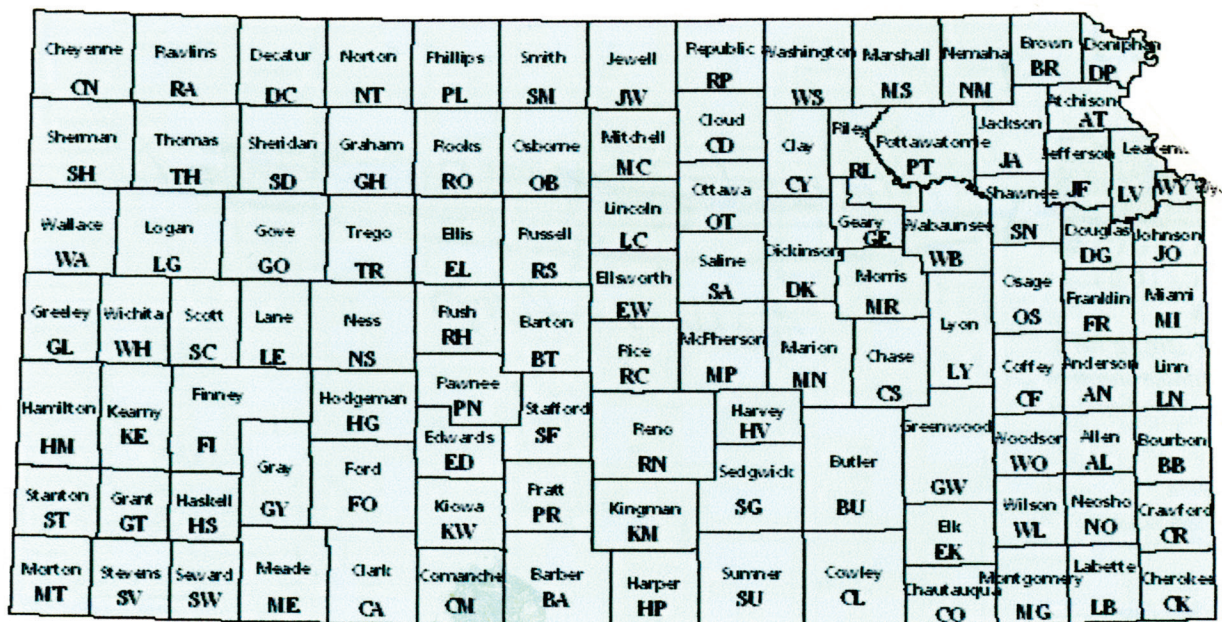 Cheyenne
CN
Rawlins
RA
Decatur
DC
Norton
NT
Phillips
PL
Smith
SM
Jewell
JW
Republic
RP
Washington
WS
Marshall
MS
Nemaha
NM
Brown
BR
Doniphan
DP
Sherman
SH
Thomas
TH
Sheridan
SD
Graham
GH
Rooks
RO
Osborne
OB
Mitchell
MC
Cloud
CD
Clay
CY
Riley
RL
Pottawatomie
PT
Jackson
JA
Atchison
AT
Jefferson
JF
LV
WY
Wallace
WA
Logan
LG
Gove
GO
Trego
TR
Ellis
EL
Russell
RS
Lincoln
LC
Ottawa
OT
Saline
SA
Dickinson
DK
Geary
GE
Wabaunsee
WB
Shawnee
SN
Douglas
DG
Johnson
JO
Greeley
GL
Wichita
WH
Scott
SC
Lane
LE
Ness
NS
Rush
RH
Barton
BT
Ellsworth
EW
Rice
RC
McPherson
MP
Marion
MN
Morris
MR
Chase
CS
Lyon
LY
Osage
OS
Franklin
FR
Miami
MI
Hamilton
HM
Kearny
KE
Finney
FI
Hodgeman
HG
Pawnee
PN
Edwards
ED
Stafford
SF
Reno
RN
Harvey
HV
Sedgwick
SG
Butler
BU
Greenwood
GW
Coffey
CF
Anderson
AN
Linn
LN
Woodson
WO
Allen
AL
Bourbon
BB
Stanton
ST
Grant
GT
Haskell
HS
Gray
GY
Ford
FO
Kiowa
KW
Pratt
PR
Kingman
KM
Elk
EK
Wilson
WL
Neosho
NO
Crawford
CR
Morton
MT
Stevens
SV
Seward
SW
Meade
ME
Clark
CA
Comanche
CM
Barber
BA
Harper
HP
Sumner
SU
Cowley
CL
Chautauqua
CO
Montgomery
MG
Labette
LB
Cherokee
CK